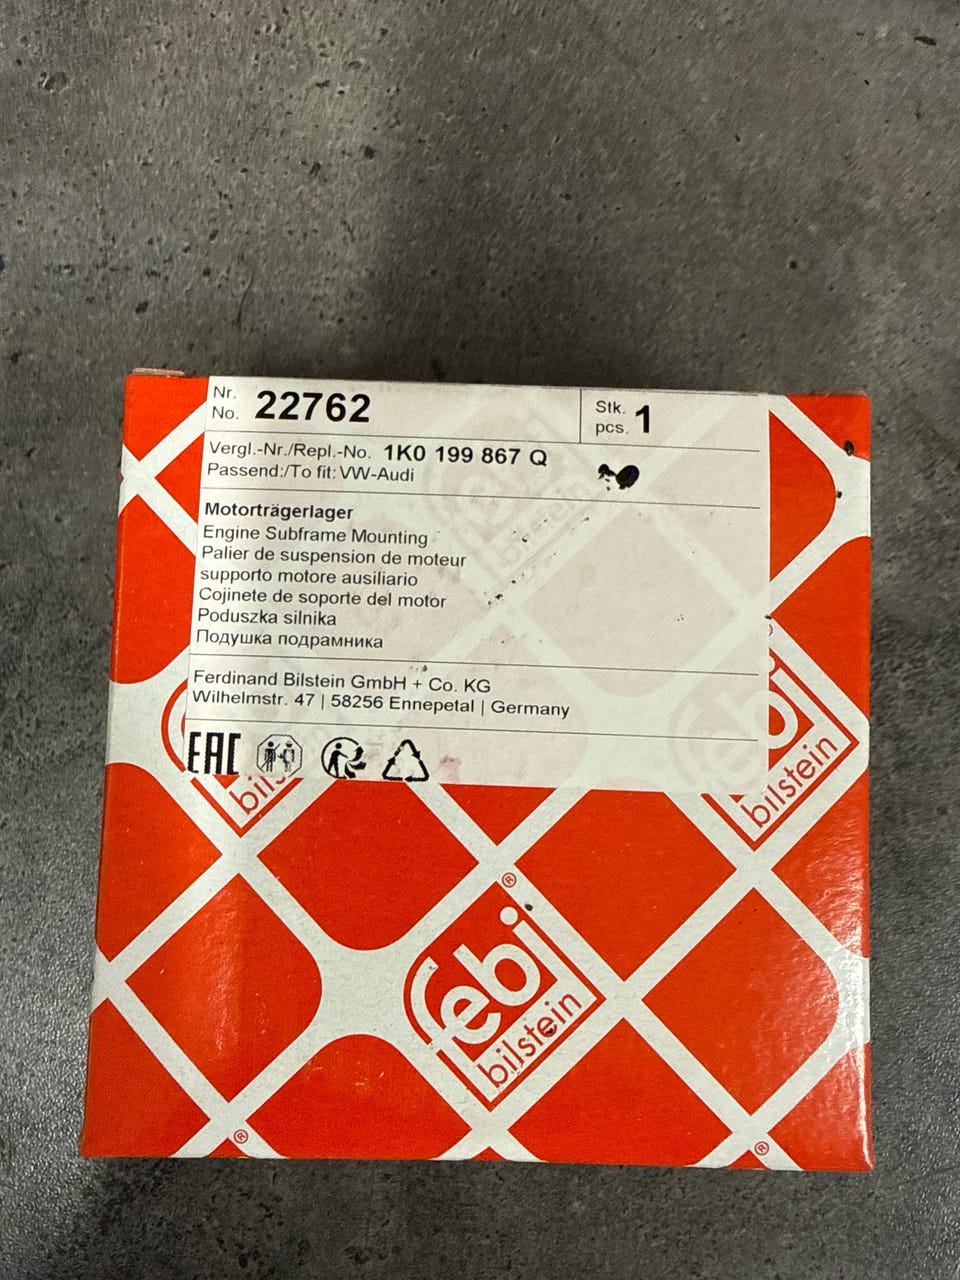 Nr.
No. 22762
Stk.
pcs. 1
Vergl.-Nr./Repl.-No. 1K0 199 867 Q
Passend:/To fit: VW-Audi
Motorträgerlager
Engine Subframe Mounting
Palier de suspension de moteur
supporto motore ausiliario
Cojinete de soporte del motor
Poduszka silnika
Подушка подрамника
Ferdinand Bilstein GmbH + Co. KG
Wilhelmstr. 47 | 58256 Ennepetal | Germany
EAC
bils
ebi
bilstein
®
febi
bilstein
®
®